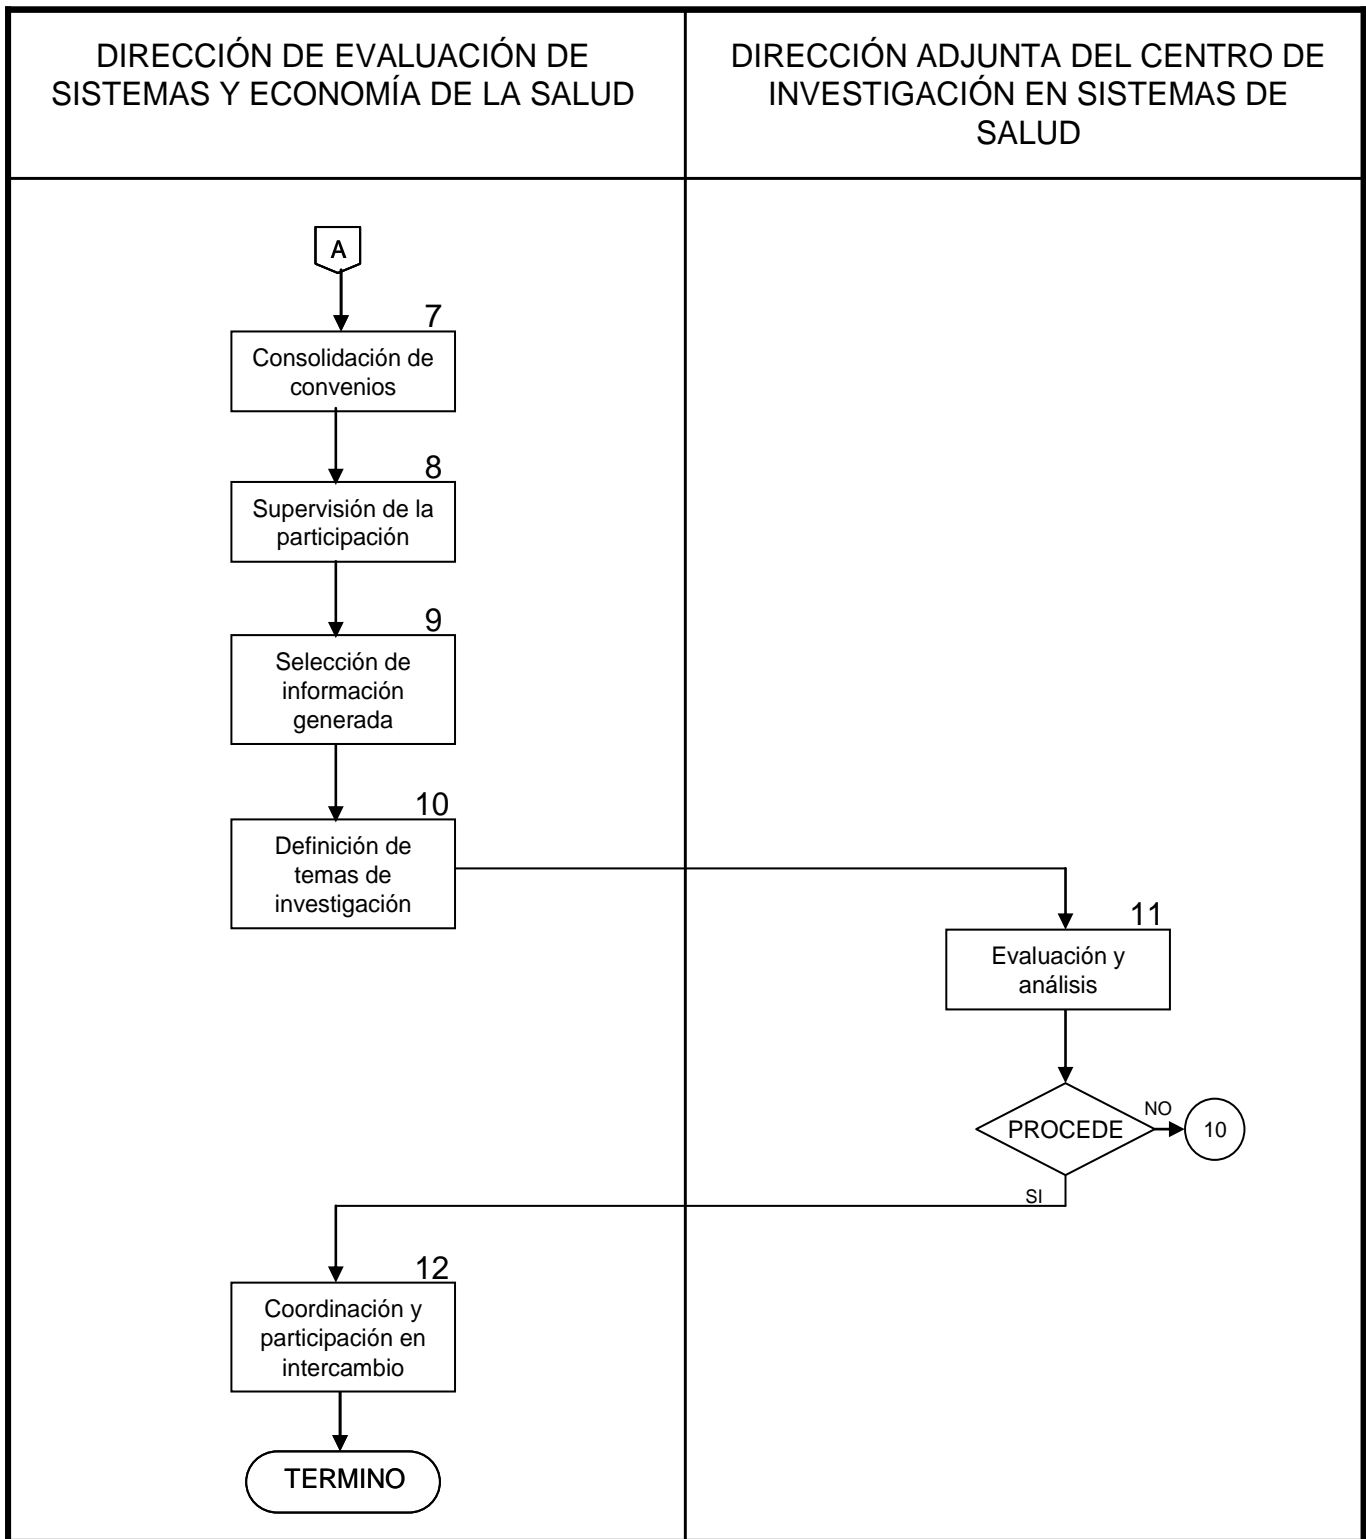 DIRECCIÓN DE EVALUACIÓN DE
SISTEMAS Y ECONOMÍA DE LA SALUD
DIRECCIÓN ADJUNTA DEL CENTRO DE
INVESTIGACIÓN EN SISTEMAS DE
SALUD
A
7
Consolidación de
convenios
8
Supervisión de la
participación
9
Selección de
información
generada
10
Definición de
temas de
investigación
11
Evaluación y
análisis
PROCEDE
NO
10
SI
12
Coordinación y
participación en
intercambio
TERMINO